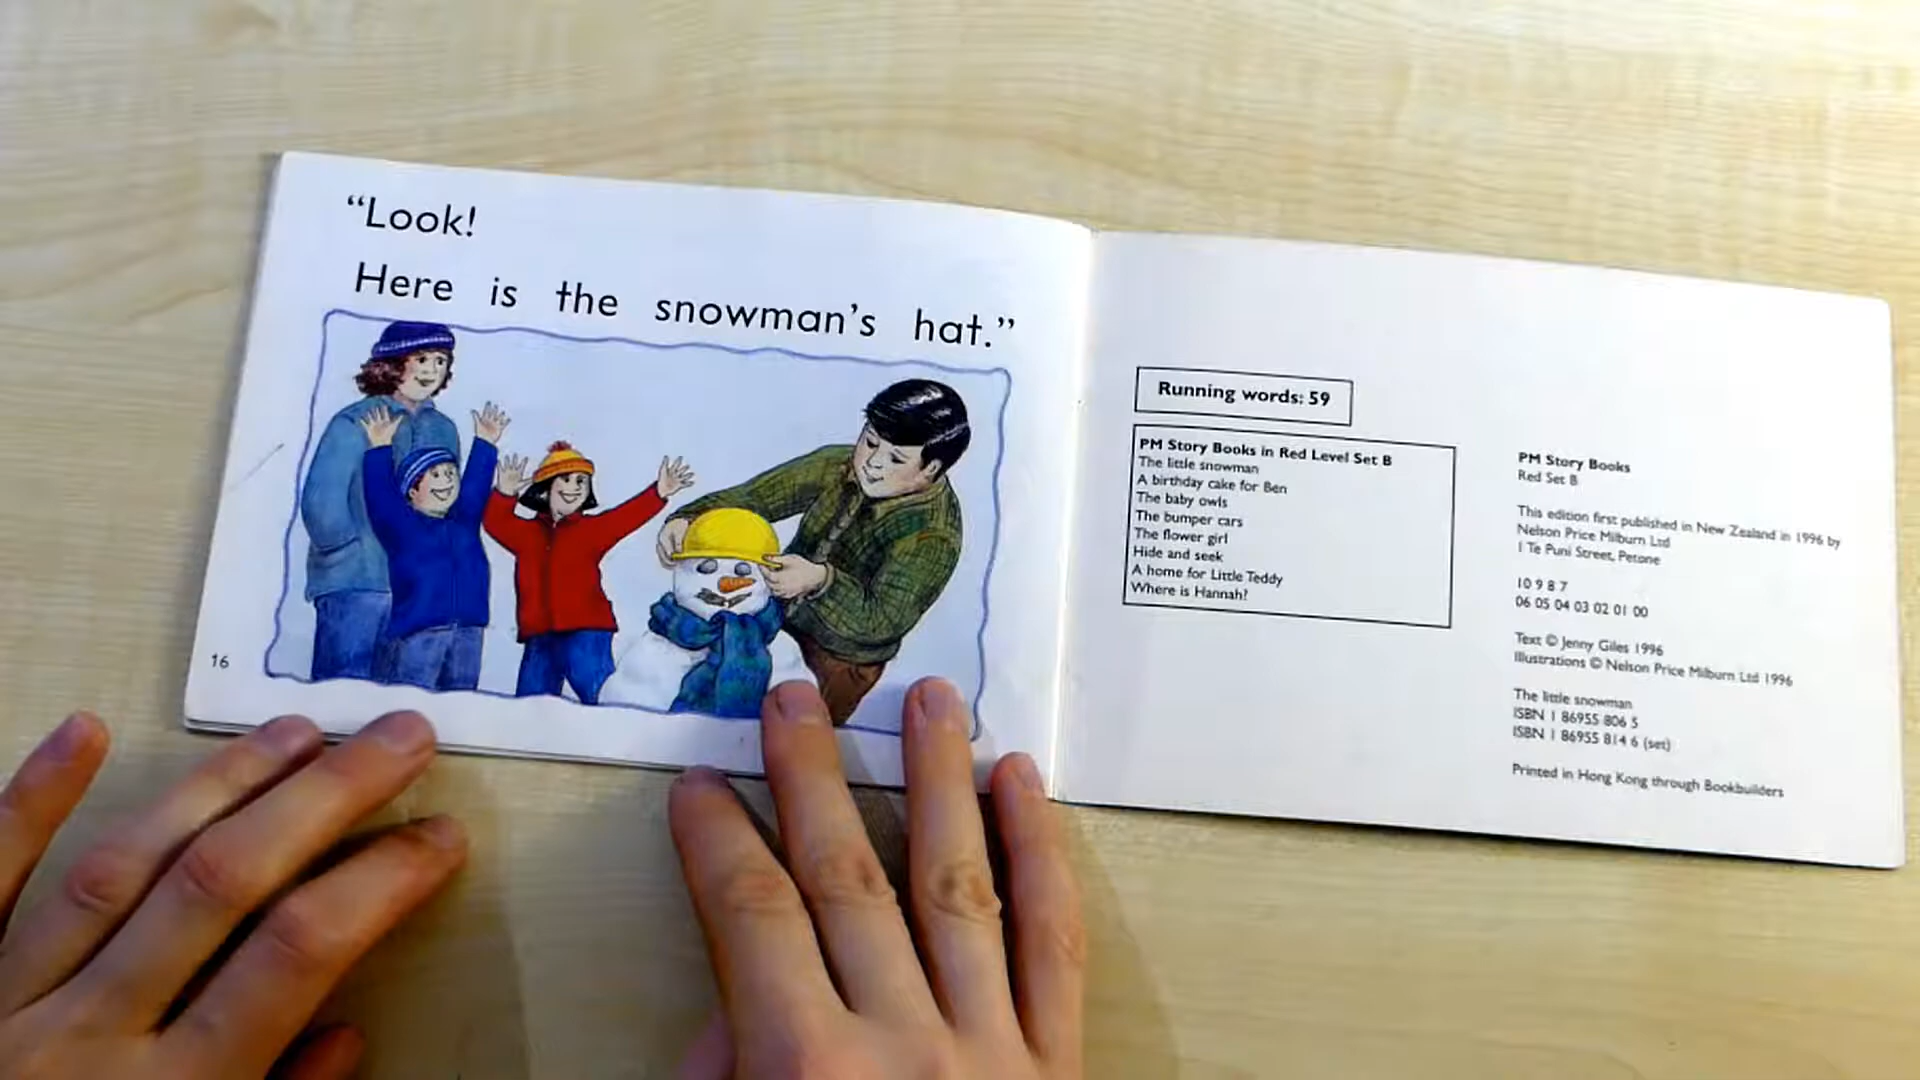 “Look!
Here is the snowman’s hat.”
16
Running words: 59
PM Story Books in Red Level Set B
The little snowman
A birthday cake for Ben
The baby owls
The bumper cars
The flower girl
Hide and seek
A home for Little Teddy
Where is Hannah?
PM Story Books
Red Set B
This edition first published in New Zealand in 1996 by
Nelson Price Milburn Ltd
1 Te Puni Street, Petone
10 9 8 7
06 05 04 03 02 01 00
Text © Jenny Giles 1996
Illustrations © Nelson Price Milburn Ltd 1996
The little snowman
ISBN 1 86955 806 5
ISBN 1 86955 814 6 (set)
Printed in Hong Kong through Bookbuilders